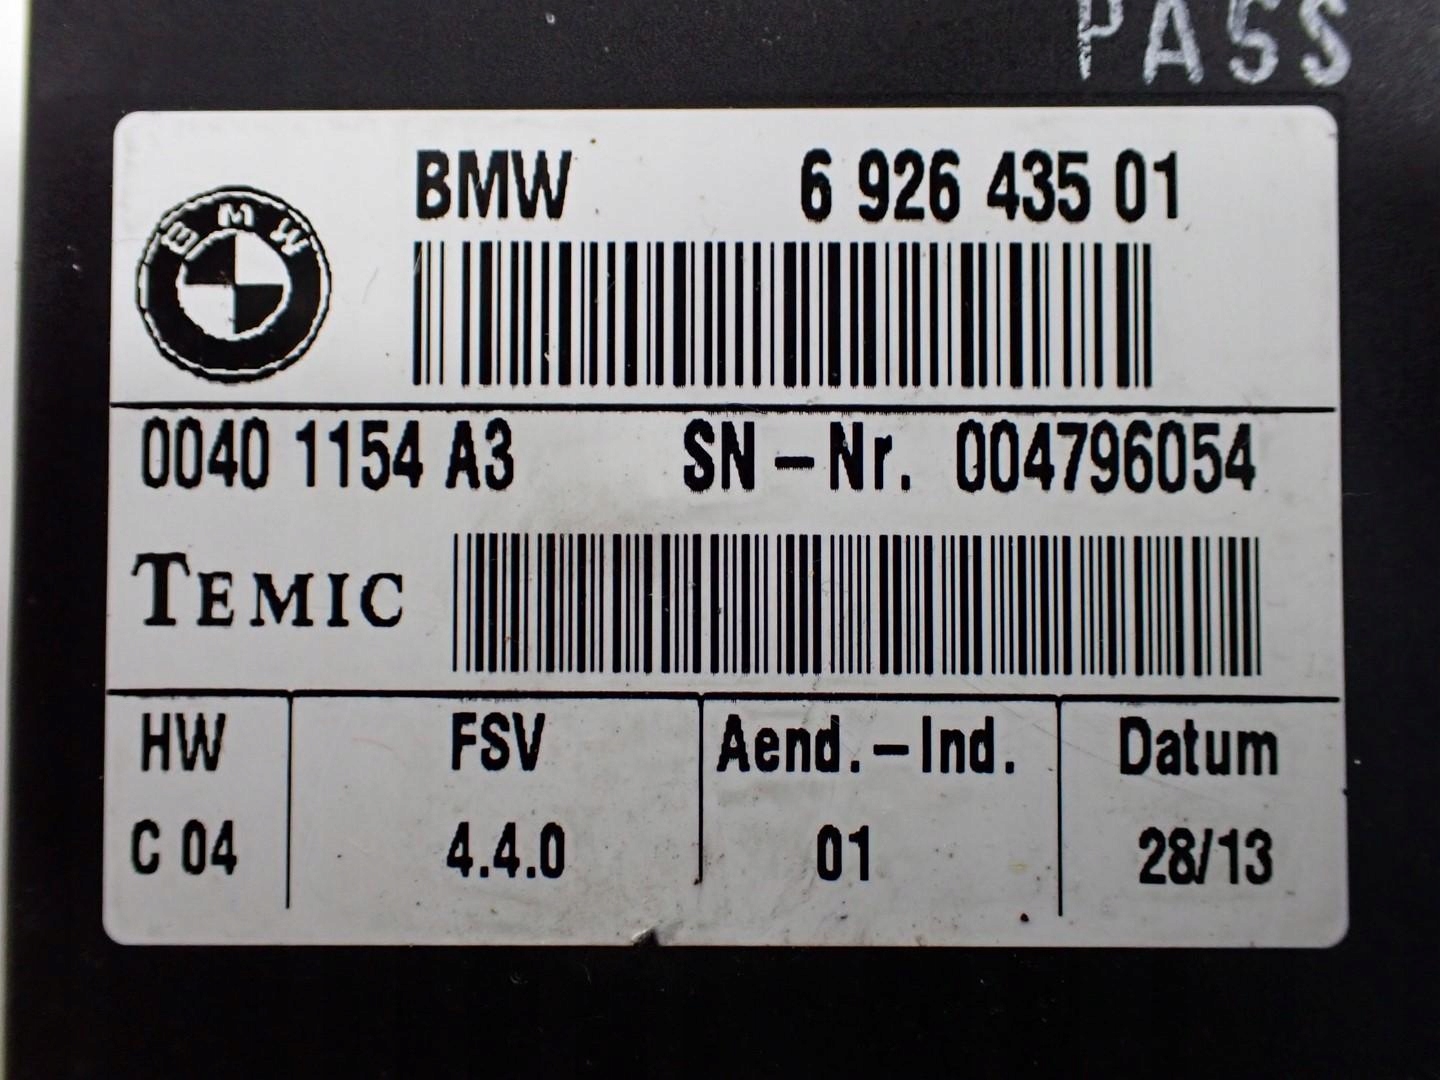 PASS
BMW 6 926 435 01
BMW
0040 1154 A3 SN-Nr. 004796054
TEMIC
HW FSV Aend.-Ind. Datum
C 04 4.4.0 01 28/13